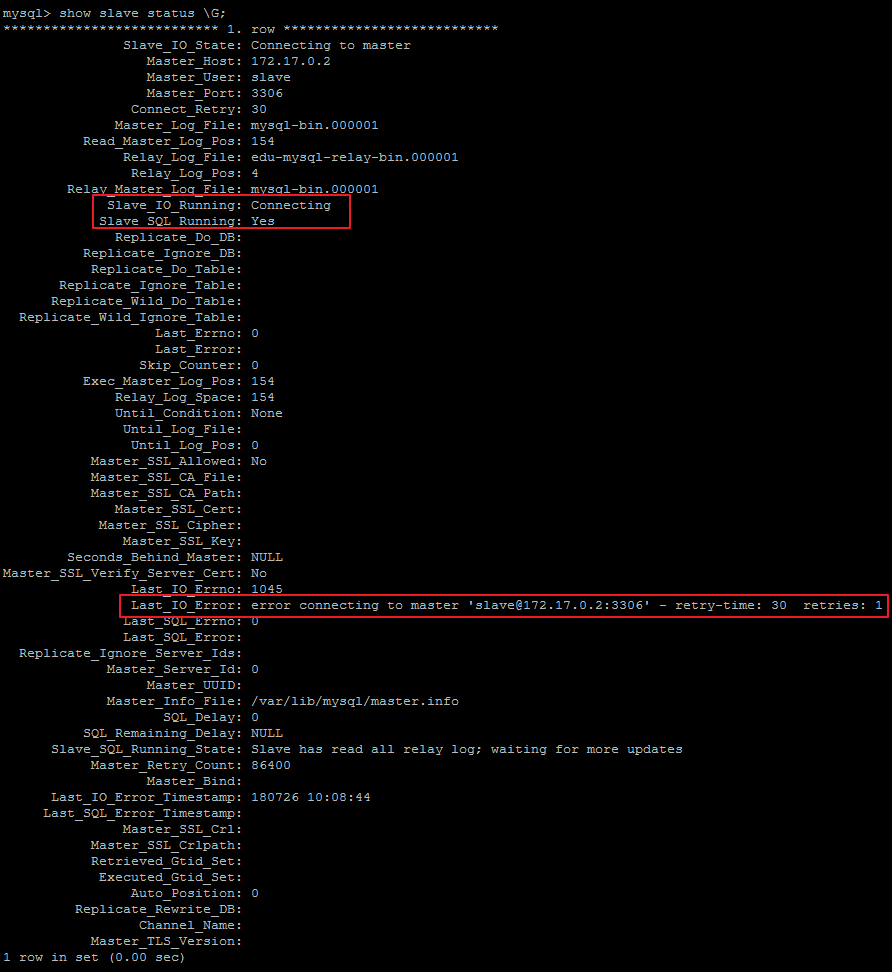 mysql> show slave status \G;
*************************** 1. row ***************************
Slave_IO_State: Connecting to master
Master_Host: 172.17.0.2
Master_User: slave
Master_Port: 3306
Connect_Retry: 30
Master_Log_File: mysql-bin.000001
Read_Master_Log_Pos: 154
Relay_Log_File: edu-mysql-relay-bin.000001
Relay_Log_Pos: 4
Relay_Master_Log_File: mysql-bin.000001
Slave_IO_Running: Connecting
Slave_SQL_Running: Yes
Replicate_Do_DB:
Replicate_Ignore_DB:
Replicate_Do_Table:
Replicate_Ignore_Table:
Replicate_Wild_Do_Table:
Replicate_Wild_Ignore_Table:
Last_Errno: 0
Last_Error:
Skip_Counter: 0
Exec_Master_Log_Pos: 154
Relay_Log_Space: 154
Until_Condition: None
Until_Log_File:
Until_Log_Pos: 0
Master_SSL_Allowed: No
Master_SSL_CA_File:
Master_SSL_CA_Path:
Master_SSL_Cert:
Master_SSL_Cipher:
Master_SSL_Key:
Seconds_Behind_Master: NULL
Master_SSL_Verify_Server_Cert: No
Last_IO_Errno: 1045
Last_IO_Error: error connecting to master 'slave@172.17.0.2:3306' - retry-time: 30  retries: 1
Last_SQL_Errno: 0
Last_SQL_Error:
Replicate_Ignore_Server_Ids:
Master_Server_Id: 0
Master_UUID:
Master_Info_File: /var/lib/mysql/master.info
SQL_Delay: 0
SQL_Remaining_Delay: NULL
Slave_SQL_Running_State: Slave has read all relay log; waiting for more updates
Master_Retry_Count: 86400
Master_Bind:
Last_IO_Error_Timestamp: 180726 10:08:44
Last_SQL_Error_Timestamp:
Master_SSL_Crl:
Master_SSL_Crlpath:
Retrieved_Gtid_Set:
Executed_Gtid_Set:
Auto_Position: 0
Replicate_Rewrite_DB:
Channel_Name:
Master_TLS_Version:
1 row in set (0.00 sec)